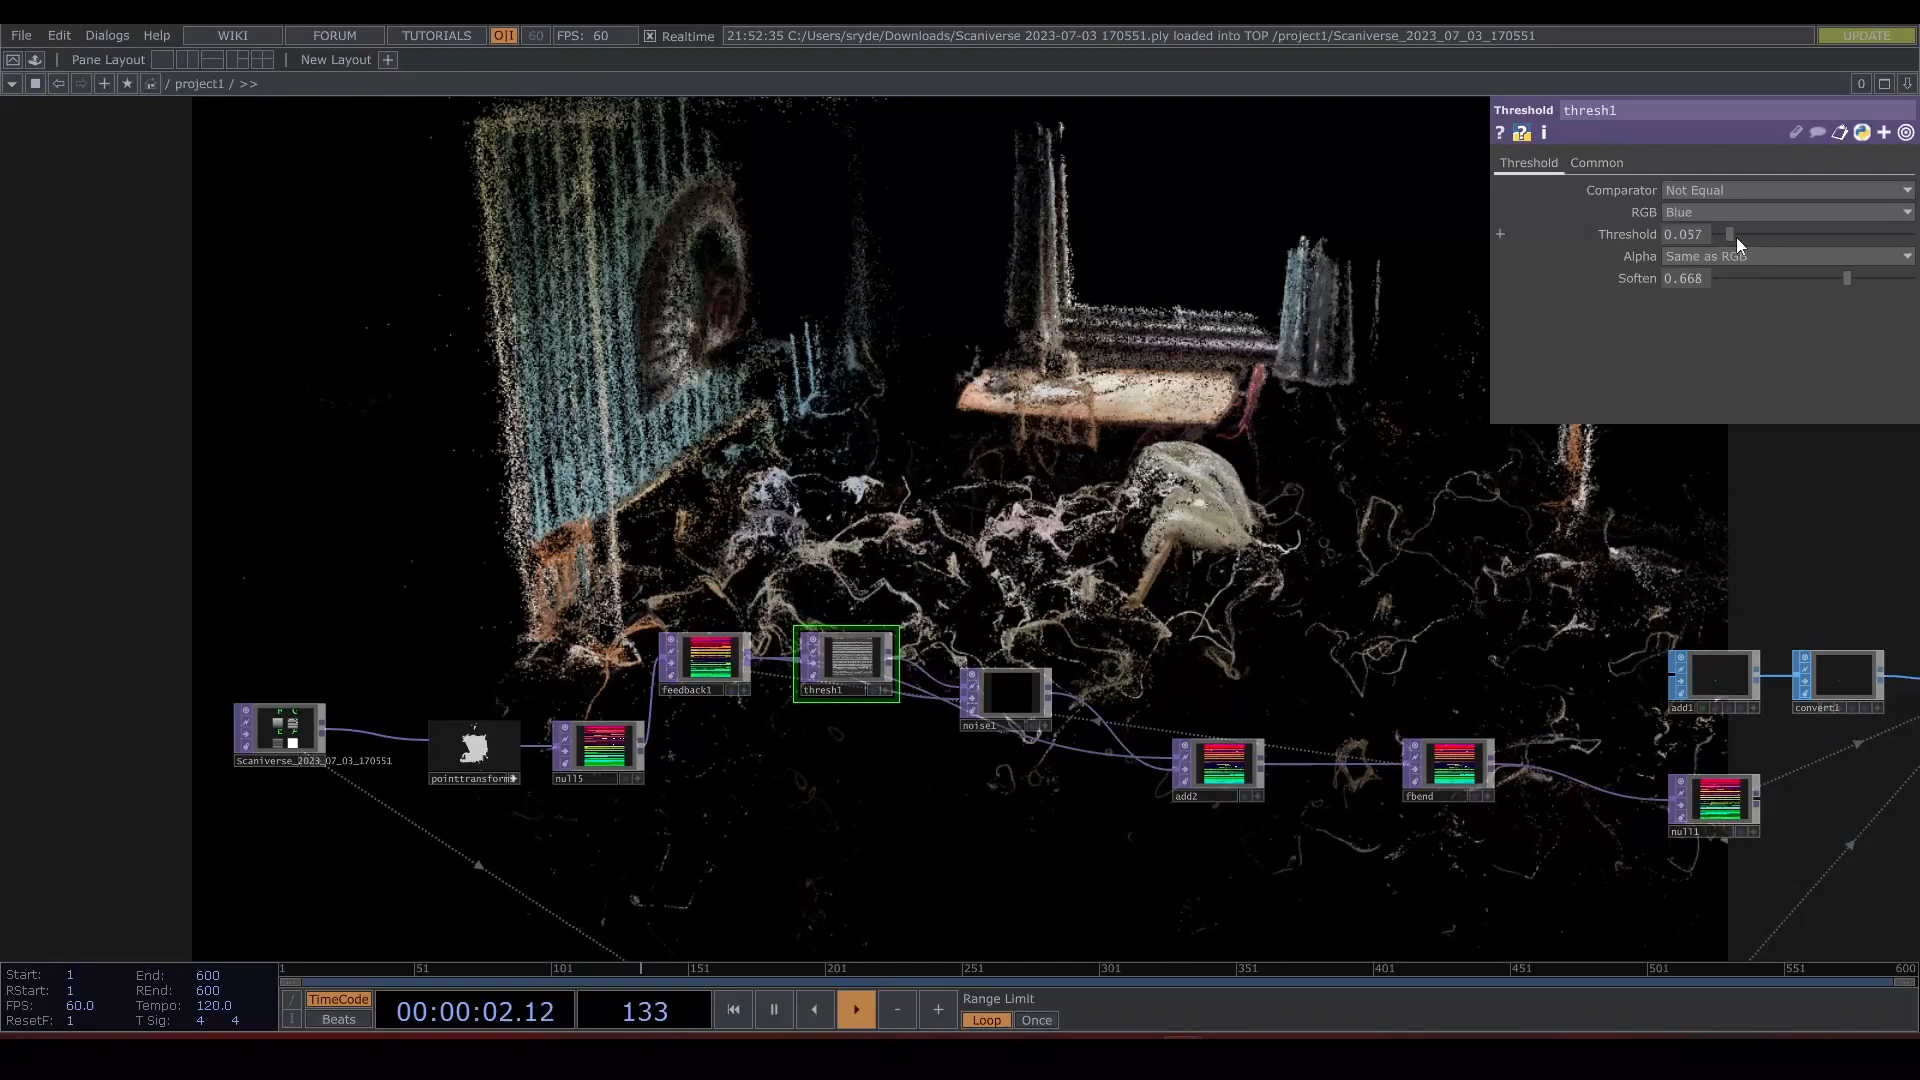 File Edit Dialogs Help WIKI FORUM TUTORIALS O|I 60 FPS: 60 Realtime 21:52:35 C:/Users/sryde/Downloads/Scaniverse 2023-07-03 170551.ply loaded into TOP /project1/Scaniverse_2023_07_03_170551 UPDATE
Pane Layout New Layout +
/ project1 / >> 0
Threshold thresh1
? ? i
Threshold Common
Comparator Not Equal
RGB Blue
+ Threshold 0.057
Alpha Same as RGB
Soften 0.668
feedback1 thresh1
noise1
add1 convert1
Scaniverse_2023_07_03_170551
null5
add2 fbend
null1
1 51 101 151 201 251 301 351 401 451 501 551 600
Start: 1 End: 600
RStart: 1 REnd: 600
FPS: 60.0 Tempo: 120.0
ResetF: 1 T Sig: 4 4
TimeCode
Beats
00:00:02.12 133
- +
Range Limit
Loop Once